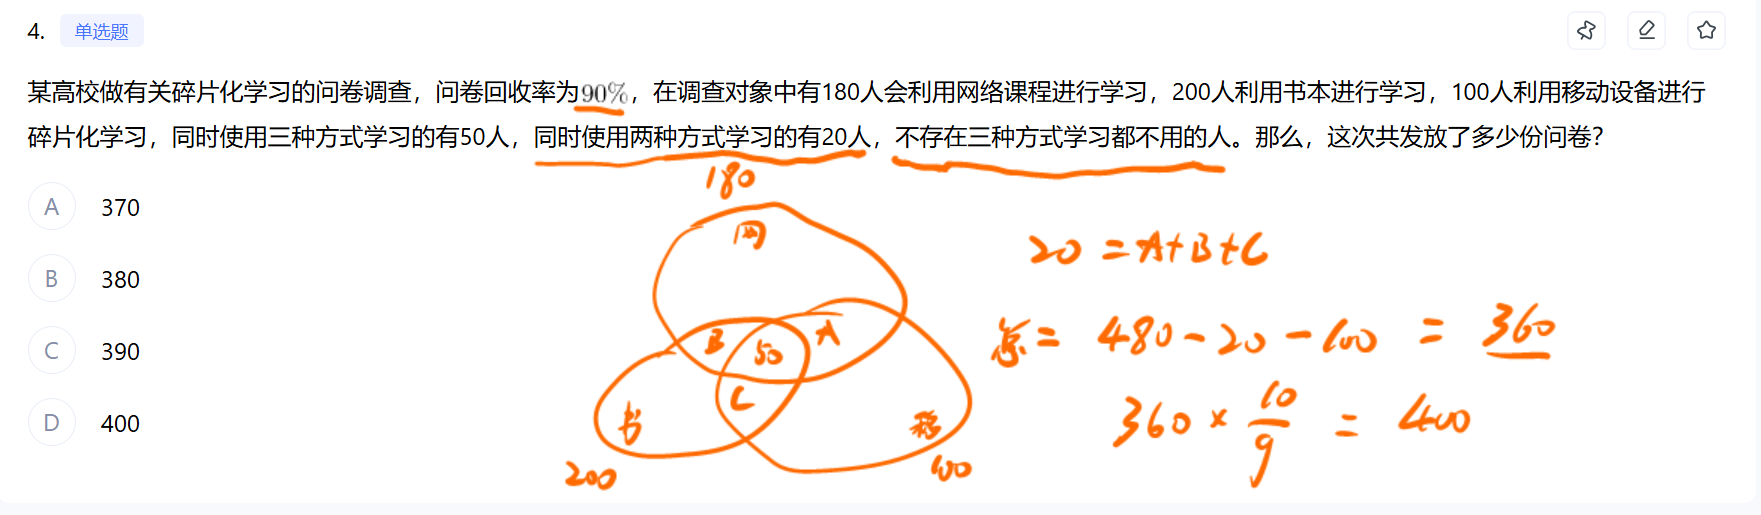 4. 单选题
某高校做有关碎片化学习的问卷调查，问卷回收率为90%，在调查对象中有180人会利用网络课程进行学习，200人利用书本进行学习，100人利用移动设备进行
碎片化学习，同时使用三种方式学习的有50人，同时使用两种方式学习的有20人，不存在三种方式学习都不用的人。那么，这次共发放了多少份问卷？
A 370
B 380
C 390
D 400
180
网
B 50 A
C
书
移
200
100
20 = A+B+C
总= 480-20-100 = 360
360 × 10/9 = 400